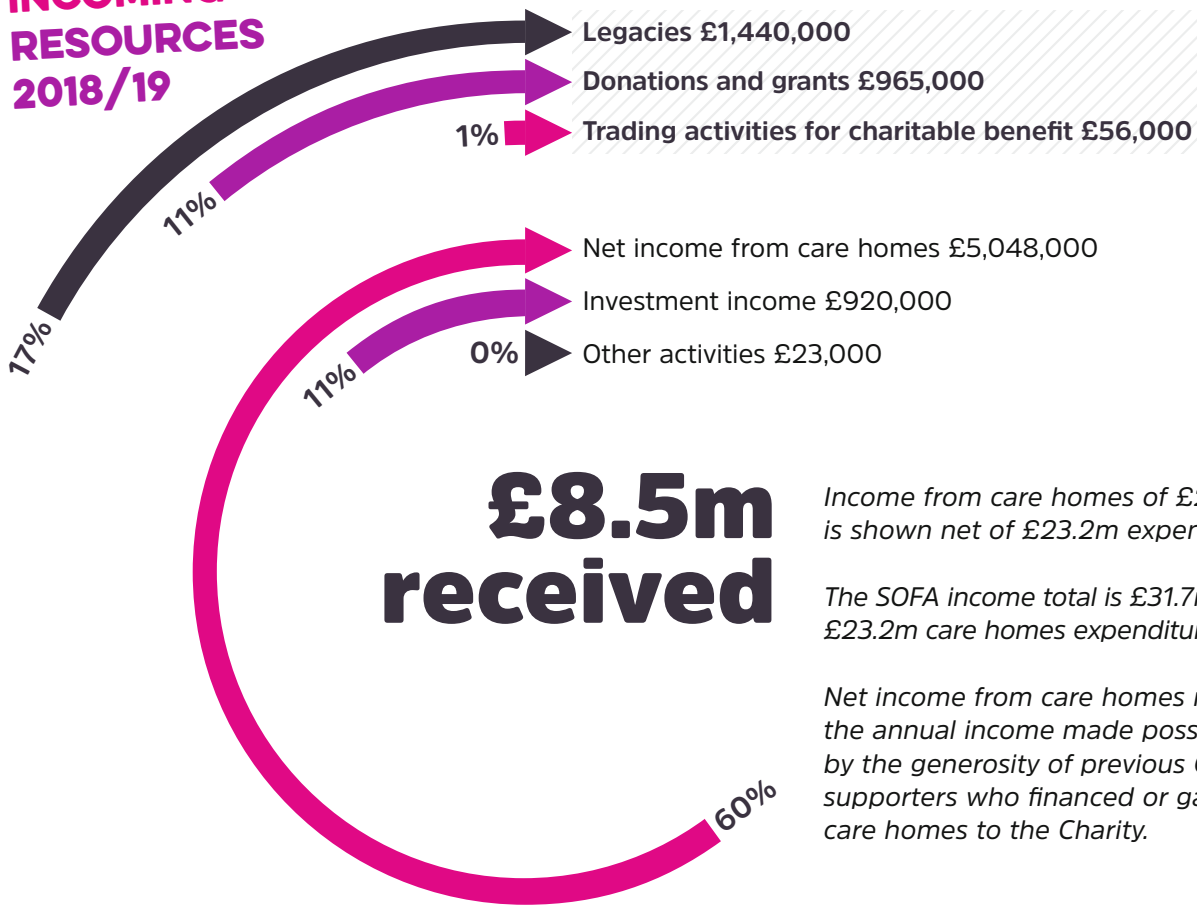 INCOMING
RESOURCES
2018/19
Legacies £1,440,000
Donations and grants £965,000
1% Trading activities for charitable benefit £56,000
11%
17%
Net income from care homes £5,048,000
Investment income £920,000
0% Other activities £23,000
11%
£8.5m
received
60%
Income from care homes of
is shown net of £23.2m
The SOFA income total is
£23.2m care homes
Net income from care homes
the annual income made
by the generosity of previous
supporters who financed or
care homes to the Charity.